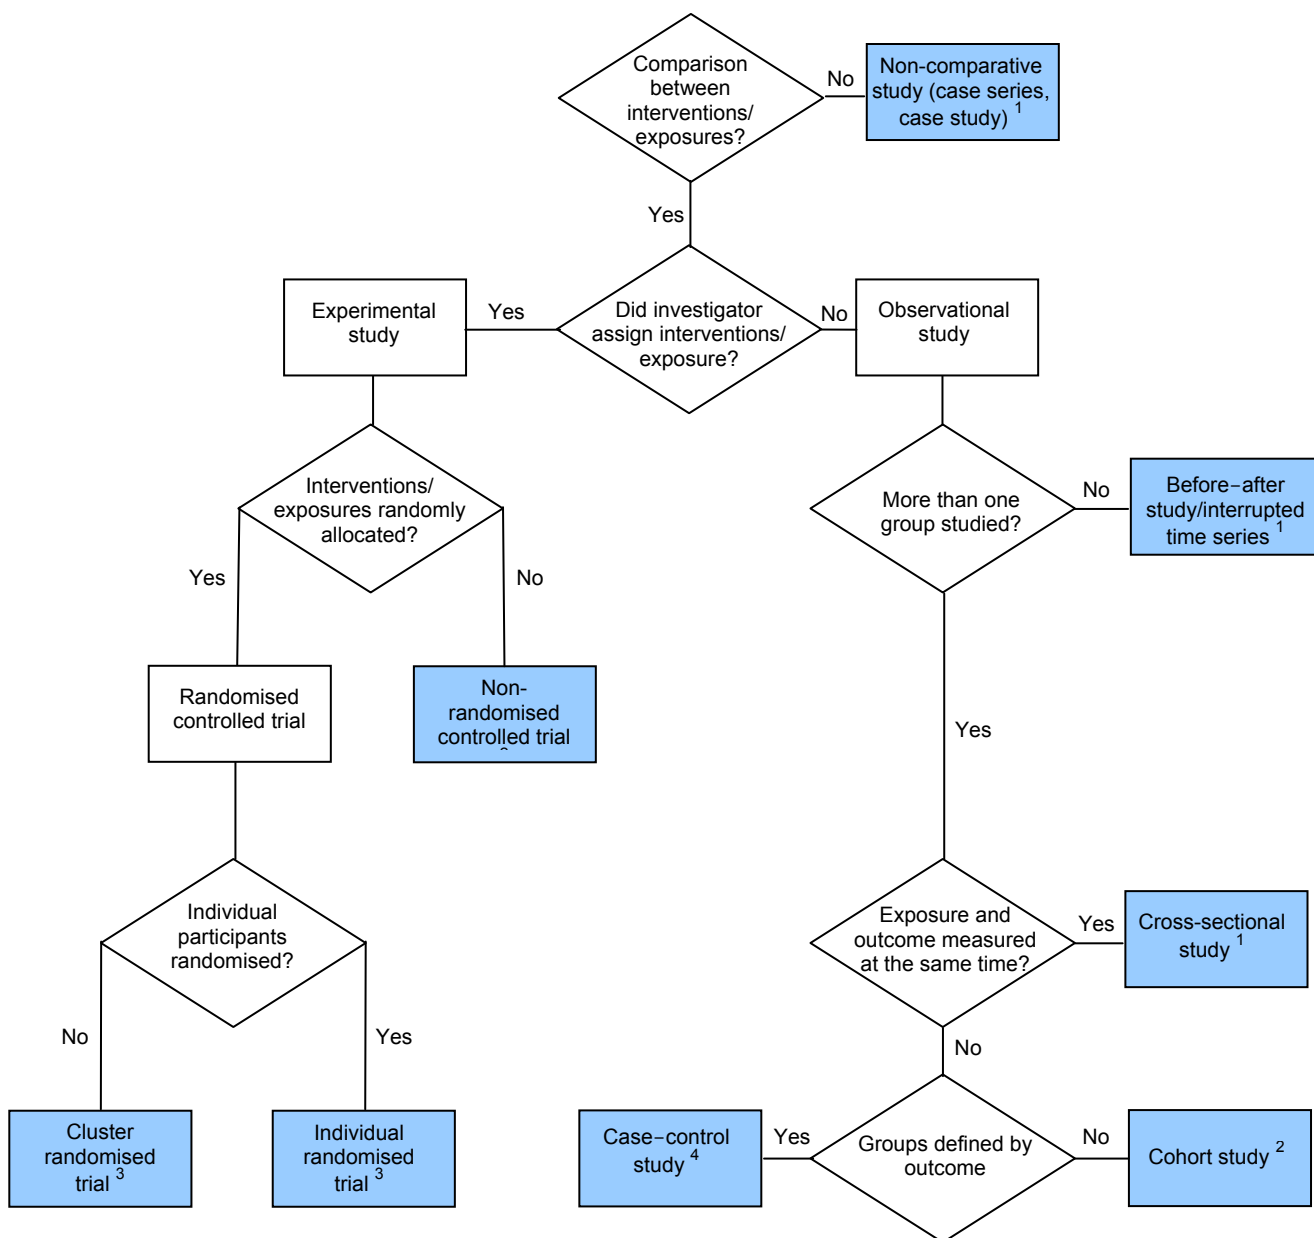 Comparison
between
interventions/
exposures?
No
Non-comparative
study (case series,
case study) 1
Yes
Experimental
study
Yes
Did investigator
assign interventions/
exposure?
No
Observational
study
Interventions/
exposures randomly
allocated?
More than one
group studied?
No
Before–after
study/interrupted
time series 1
Yes
No
Randomised
controlled trial
Non-
randomised
controlled trial
Yes
Individual
participants
randomised?
Exposure and
outcome measured
at the same time?
Yes
Cross-sectional
study 1
No
Yes
No
Cluster
randomised
trial 3
Individual
randomised
trial 3
Case–control
study 4
Yes
Groups defined by
outcome
No
Cohort study 2